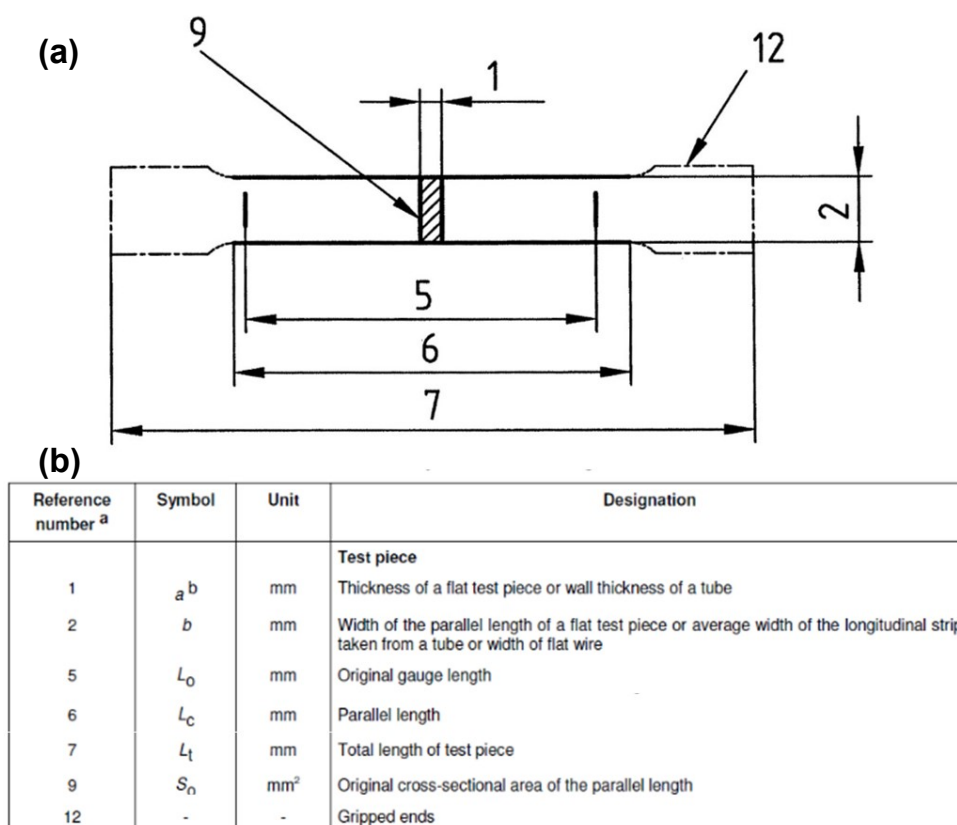 (a)
9
1
12
2
5
6
7
(b)
Reference number a Symbol Unit Designation
Test piece
1 a b mm Thickness of a flat test piece or wall thickness of a tube
2 b mm Width of the parallel length of a flat test piece or average width of the longitudinal strip
taken from a tube or width of flat wire
5 Lo mm Original gauge length
6 Lc mm Parallel length
7 Lt mm Total length of test piece
9 So mm² Original cross-sectional area of the parallel length
12 - - Gripped ends